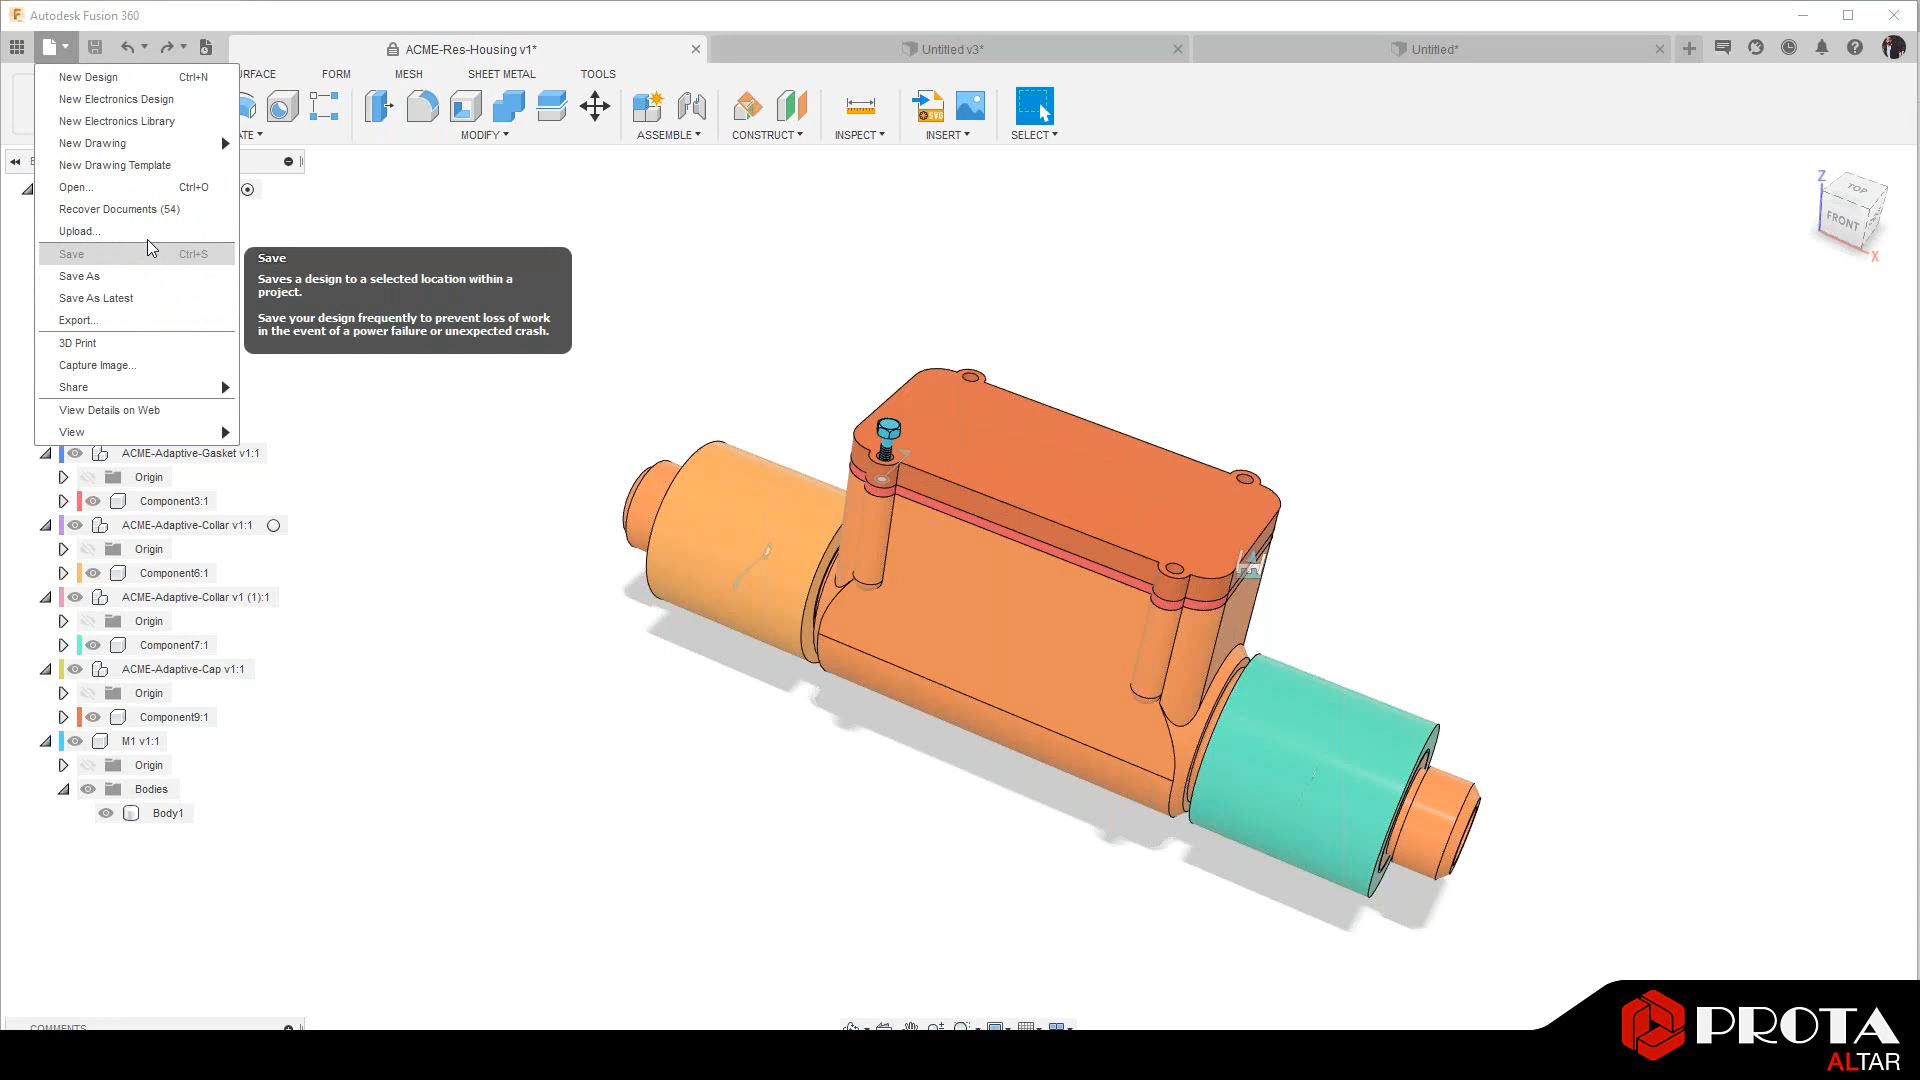 Autodesk Fusion 360
ACME-Res-Housing v1*
Untitled v3*
Untitled*
FORM
MESH
SHEET METAL
TOOLS
MODIFY
ASSEMBLE
CONSTRUCT
INSPECT
INSERT
SELECT
SVG
New Design Ctrl+N
New Electronics Design
New Electronics Library
New Drawing
New Drawing Template
Open... Ctrl+O
Recover Documents (54)
Upload...
Save Ctrl+S
Save As
Save As Latest
Export...
3D Print
Capture Image...
Share
View Details on Web
View
Save
Saves a design to a selected location within a
project.
Save your design frequently to prevent loss of work
in the event of a power failure or unexpected crash.
Z
TOP
FRONT
X
ACME-Adaptive-Gasket v1:1
Origin
Component3:1
ACME-Adaptive-Collar v1:1
Origin
Component6:1
ACME-Adaptive-Collar v1 (1):1
Origin
Component7:1
ACME-Adaptive-Cap v1:1
Origin
Component9:1
M1 v1:1
Origin
Bodies
Body1
COMMENTS
PROTA
ALTAR